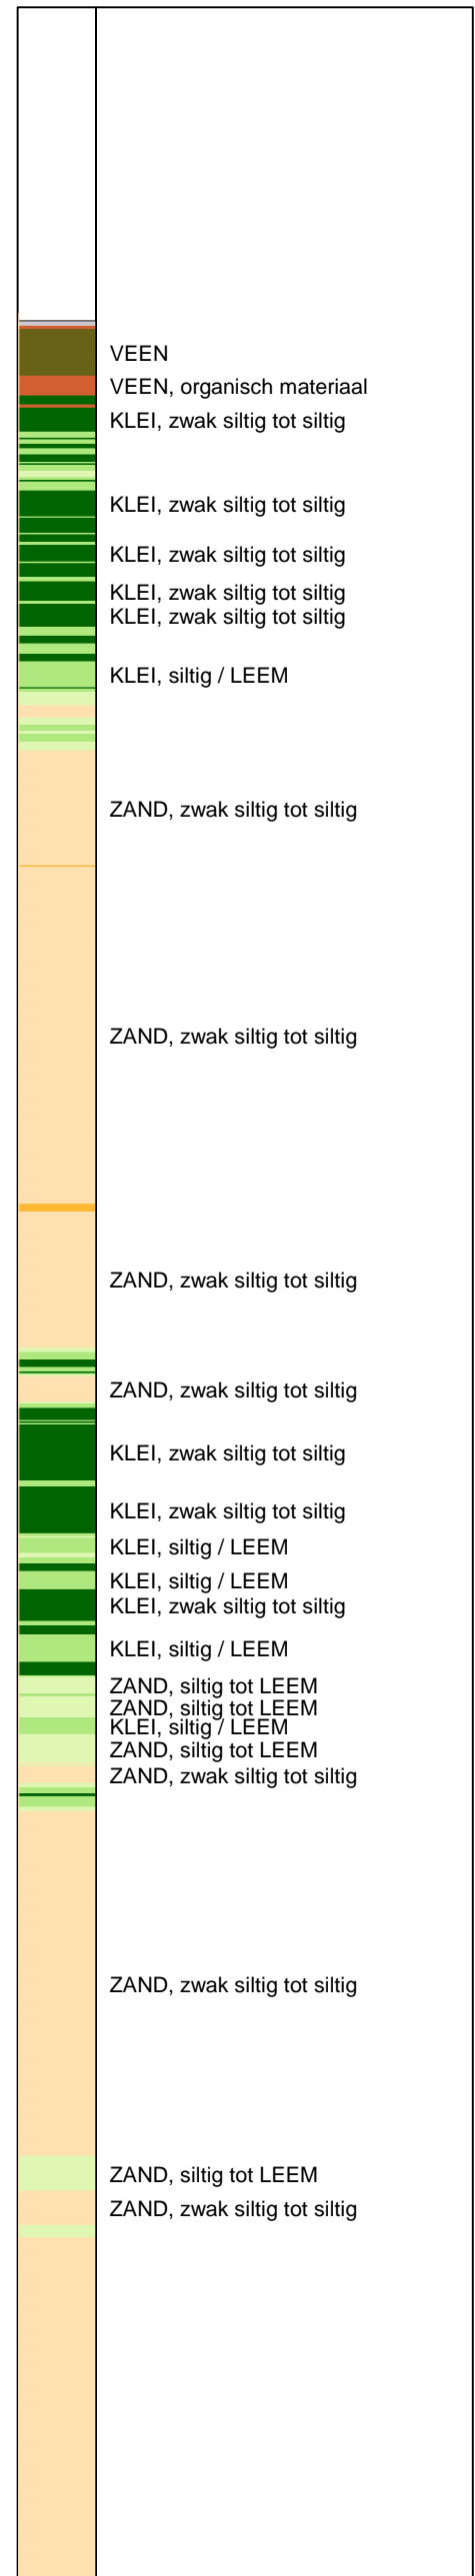 VEEN
VEEN, organisch materiaal
KLEI, zwak siltig tot siltig
KLEI, zwak siltig tot siltig
KLEI, zwak siltig tot siltig
KLEI, zwak siltig tot siltig
KLEI, zwak siltig tot siltig
KLEI, siltig / LEEM
ZAND, zwak siltig tot siltig
ZAND, zwak siltig tot siltig
ZAND, zwak siltig tot siltig
ZAND, zwak siltig tot siltig
KLEI, zwak siltig tot siltig
KLEI, zwak siltig tot siltig
KLEI, siltig / LEEM
KLEI, siltig / LEEM
KLEI, zwak siltig tot siltig
KLEI, siltig / LEEM
ZAND, siltig tot LEEM
ZAND, siltig tot LEEM
KLEI, siltig / LEEM
ZAND, siltig tot LEEM
ZAND, zwak siltig tot siltig
ZAND, zwak siltig tot siltig
ZAND, siltig tot LEEM
ZAND, zwak siltig tot siltig